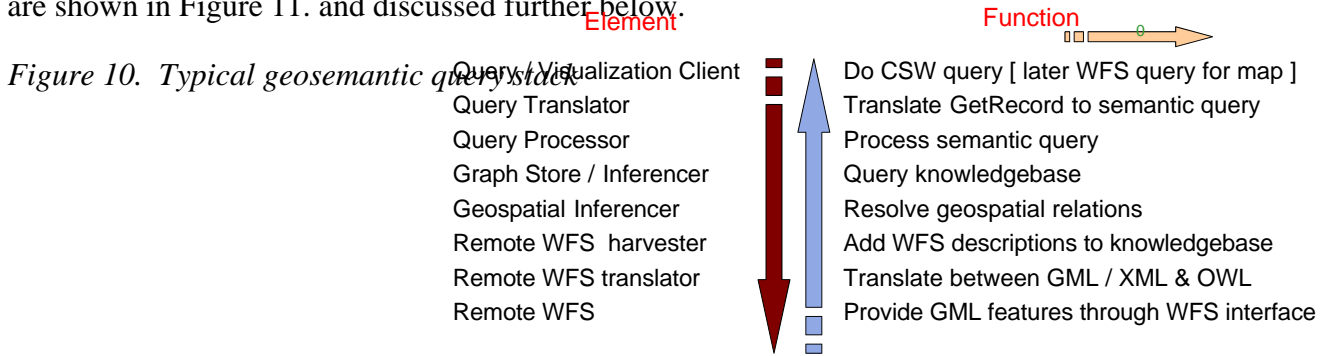 are shown in Figure 11. and discussed further below.
Element
Function
0
Figure 10. Typical geosemantic query stack
Query / Visualization Client
Do CSW query [ later WFS query for map ]
Query Translator
Translate GetRecord to semantic query
Query Processor
Process semantic query
Graph Store / Inferencer
Query knowledgebase
Geospatial Inferencer
Resolve geospatial relations
Remote WFS harvester
Add WFS descriptions to knowledgebase
Remote WFS translator
Translate between GML / XML & OWL
Remote WFS
Provide GML features through WFS interface